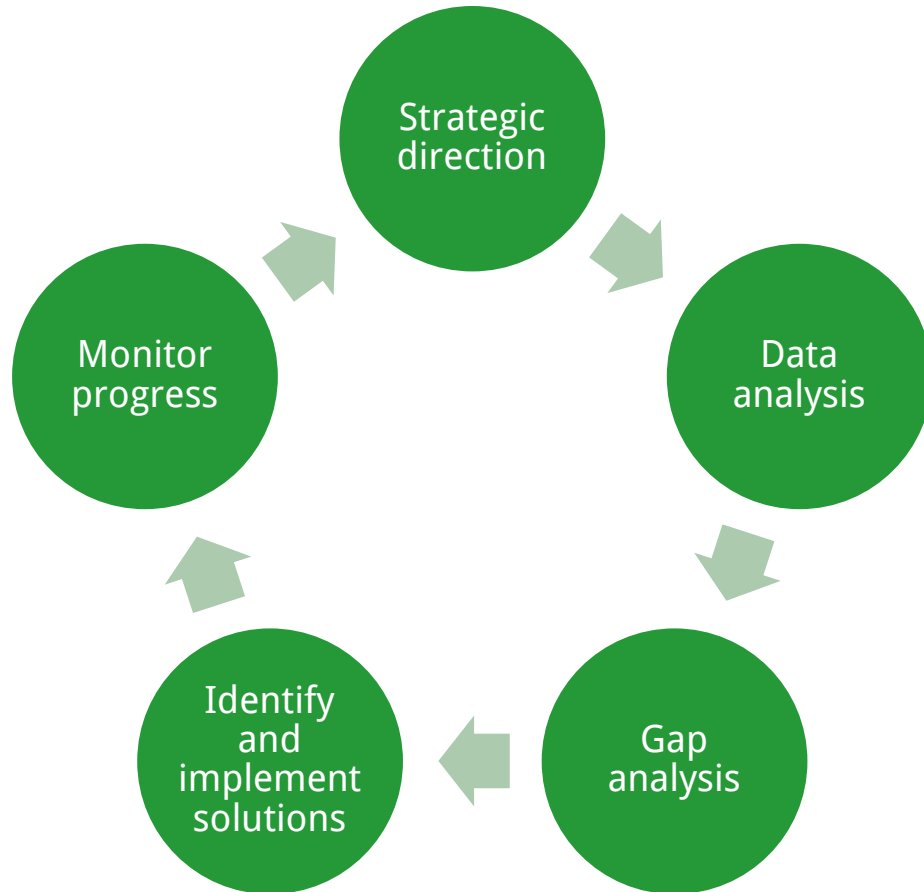 Strategic
direction
Data
analysis
Gap
analysis
Identify
and
implement
solutions
Monitor
progress